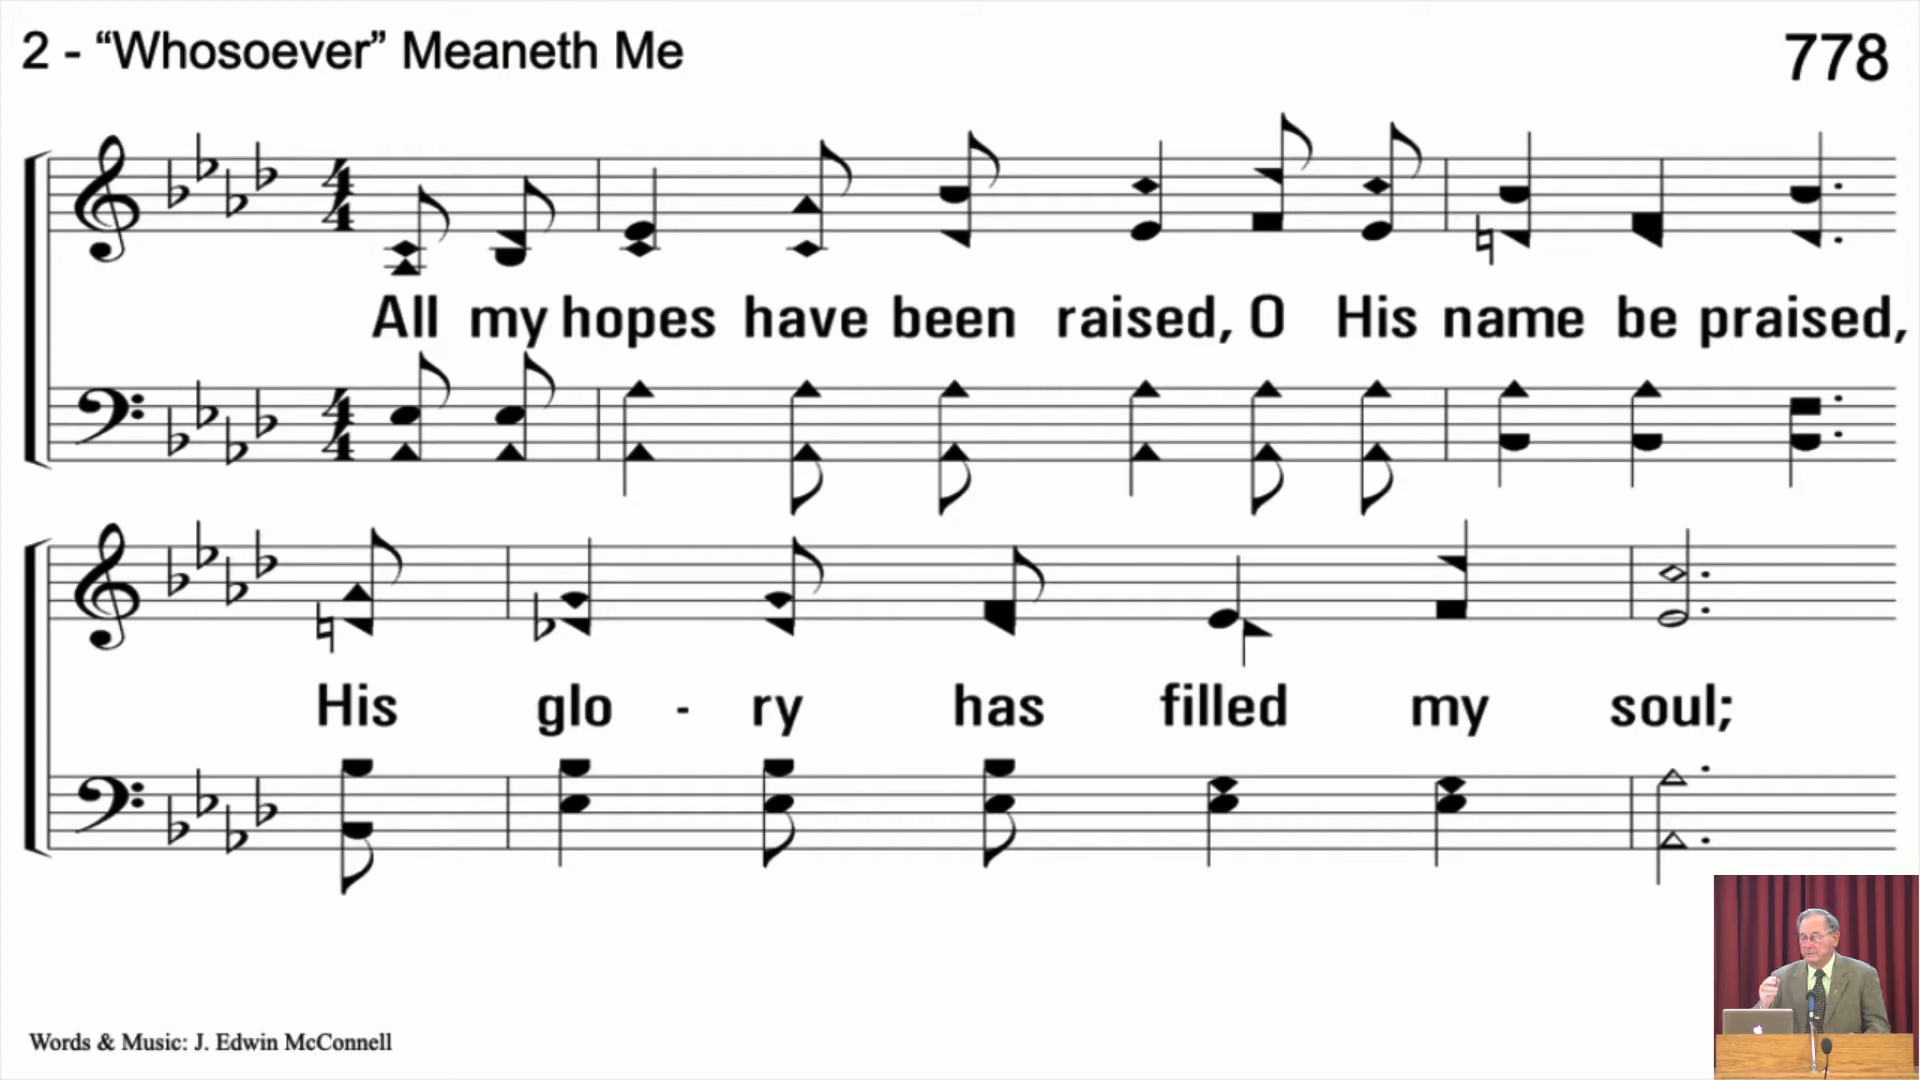 2 - “Whosoever” Meaneth Me
778
All my hopes have been raised, O His name be praised,
His glo - ry has filled my soul;
Words & Music: J. Edwin McConnell